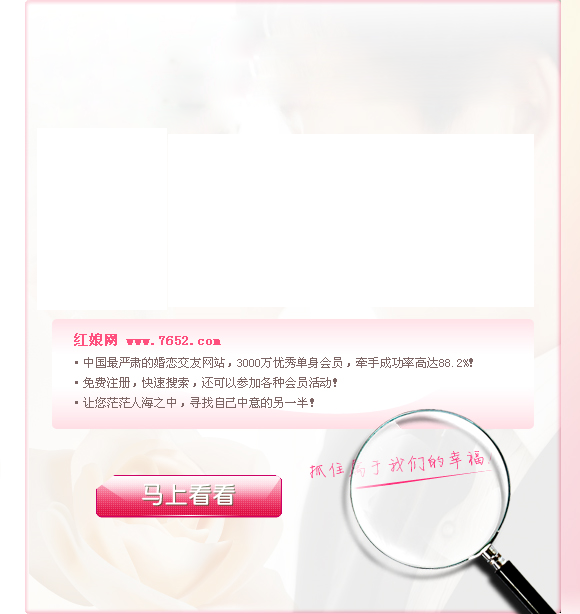 红娘网 www.7652.com
• 中国最严肃的婚恋交友网站，3000万优秀单身会员，牵手成功率高达88.2%！
• 免费注册，快速搜索，还可以参加各种会员活动！
• 让您茫茫人海之中，寻找自己中意的另一半！
抓住 于我们的幸福
马上看看